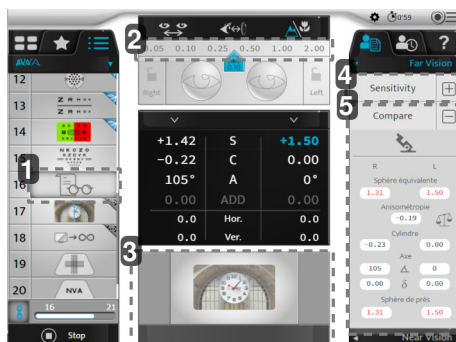 0'59
?
AVA
2
0.05 0.10 0.25 0.50 1.00 2.00
Right
Left
Far Vision
4
Sensitivity
5
Compare
12
13
Z R H
14
N K C Z O
15
1
16
17
18
19
20 NVA
16 21
Stop
+1.42 S +1.50
-0.22 C 0.00
105° A 0°
0.00 ADD 0.00
0.0 Hor. 0.0
0.0 Ver. 0.0
3
R L
Sphère équivalente
1.31 1.50
Anisométropie
-0.19
Cylindre
-0.23 0.00
Axe
105 0
0.00 δ 0.00
Sphère de près
1.31 1.50
Near Vision